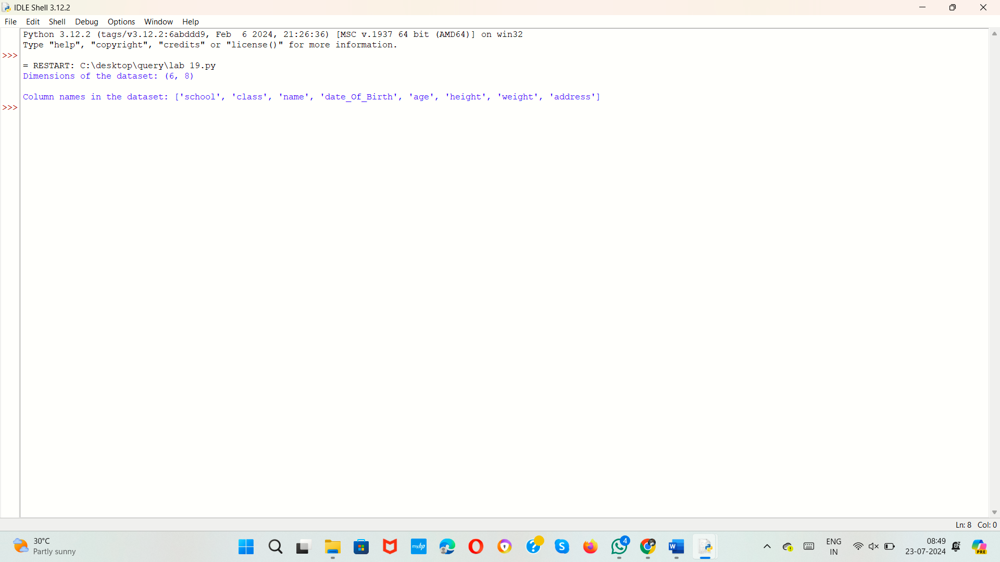 IDLE Shell 3.12.2
File Edit Shell Debug Options Window Help
Python 3.12.2 (tags/v3.12.2:6abddd9, Feb  6 2024, 21:26:36) [MSC v.1937 64 bit (AMD64)] on win32
Type "help", "copyright", "credits" or "license()" for more information.
>>>
= RESTART: C:\desktop\query\lab 19.py
Dimensions of the dataset: (6, 8)
Column names in the dataset: ['school', 'class', 'name', 'date_Of_Birth', 'age', 'height', 'weight', 'address']
>>>
Ln: 8 Col: 0
30°C
Partly sunny
myhp
4
ENG
IN
08:49
23-07-2024
PRE